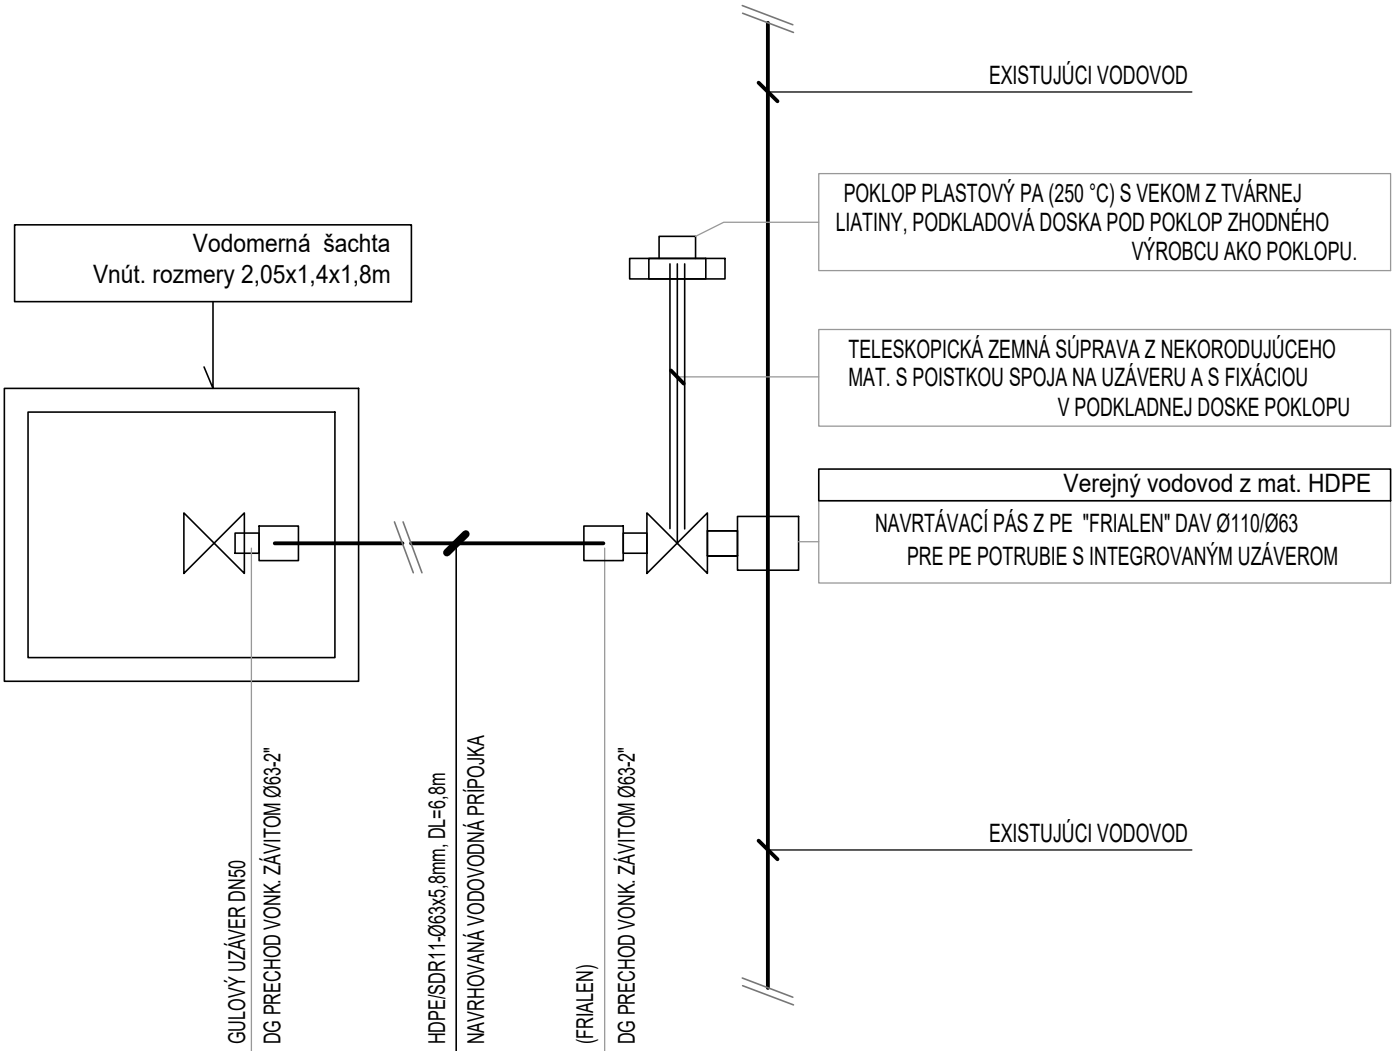 EXISTUJÚCI VODOVOD
POKLOP PLASTOVÝ PA (250 °C) S VEKOM Z TVÁRNEJ
LIATINY, PODKLADOVÁ DOSKA POD POKLOP ZHODNÉHO
VÝROBCU AKO POKLOPU.
Vodomerná šachta
Vnút. rozmery 2,05x1,4x1,8m
TELESKOPICKÁ ZEMNÁ SÚPRAVA Z NEKORODUJÚCEHO
MAT. S POISTKOU SPOJA NA UZÁVERU A S FIXÁCIOU
V PODKLADNEJ DOSKE POKLOPU
Verejný vodovod z mat. HDPE
NAVRTÁVACÍ PÁS Z PE "FRIALEN" DAV Ø110/Ø63
PRE PE POTRUBIE S INTEGROVANÝM UZÁVEROM
EXISTUJÚCI VODOVOD
GULOVÝ UZÁVER DN50
DG PRECHOD VONK. ZÁVITOM Ø63-2"
HDPE/SDR11-Ø63x5,8mm, DL=6,8m
NAVRHOVANÁ VODOVODNÁ PRÍPOJKA
(FRIALEN)
DG PRECHOD VONK. ZÁVITOM Ø63-2"